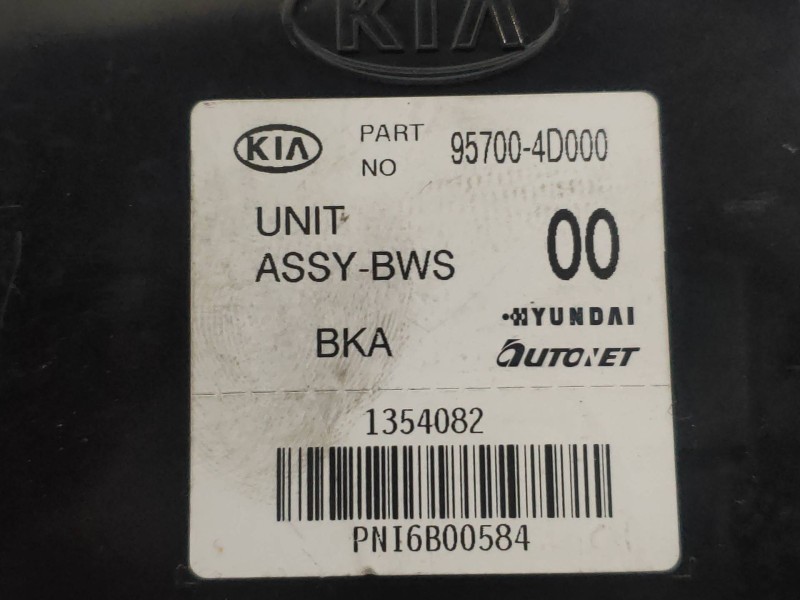 KIA
KIA PART NO 95700-4D000
UNIT ASSY-BWS 00
BKA HYUNDAI AUTONET
1354082
PNI6B00584